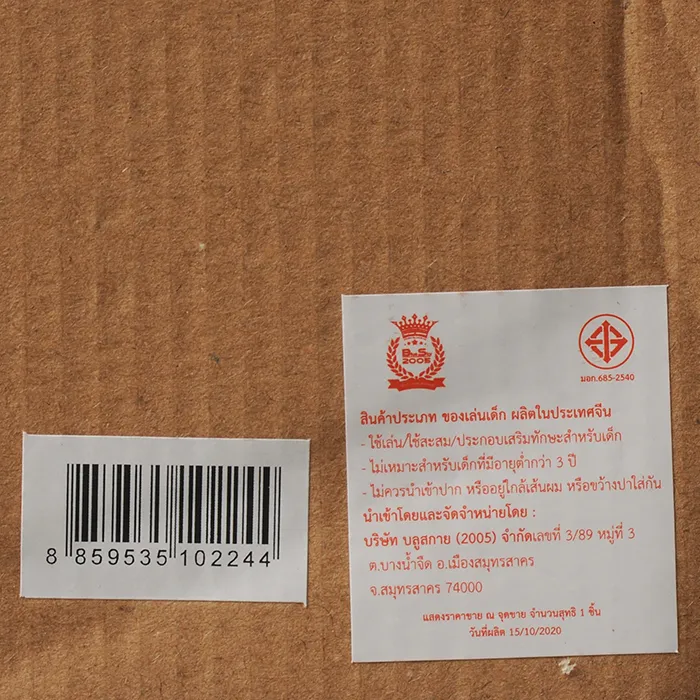 BLUE SKY
2005
มอก.685-2540
สินค้าประเภท ของเล่นเด็ก ผลิตในประเทศจีน
- ใช้เล่น/ใช้สะสม/ประกอบเสริมทักษะสำหรับเด็ก
- ไม่เหมาะสำหรับเด็กที่มีอายุต่ำกว่า 3 ปี
- ไม่ควรนำเข้าปาก หรืออยู่ใกล้เส้นผม หรือขว้างปาใส่กัน
นำเข้าโดยและจัดจำหน่ายโดย :
บริษัท บลูสกาย (2005) จำกัดเลขที่ 3/89 หมู่ที่ 3
ต.บางน้ำจืด อ.เมืองสมุทรสาคร
จ.สมุทรสาคร 74000
แสดงราคาขาย ณ จุดขาย จำนวนสุทธิ 1 ชิ้น
วันที่ผลิต 15/10/2020
8 859535 102244